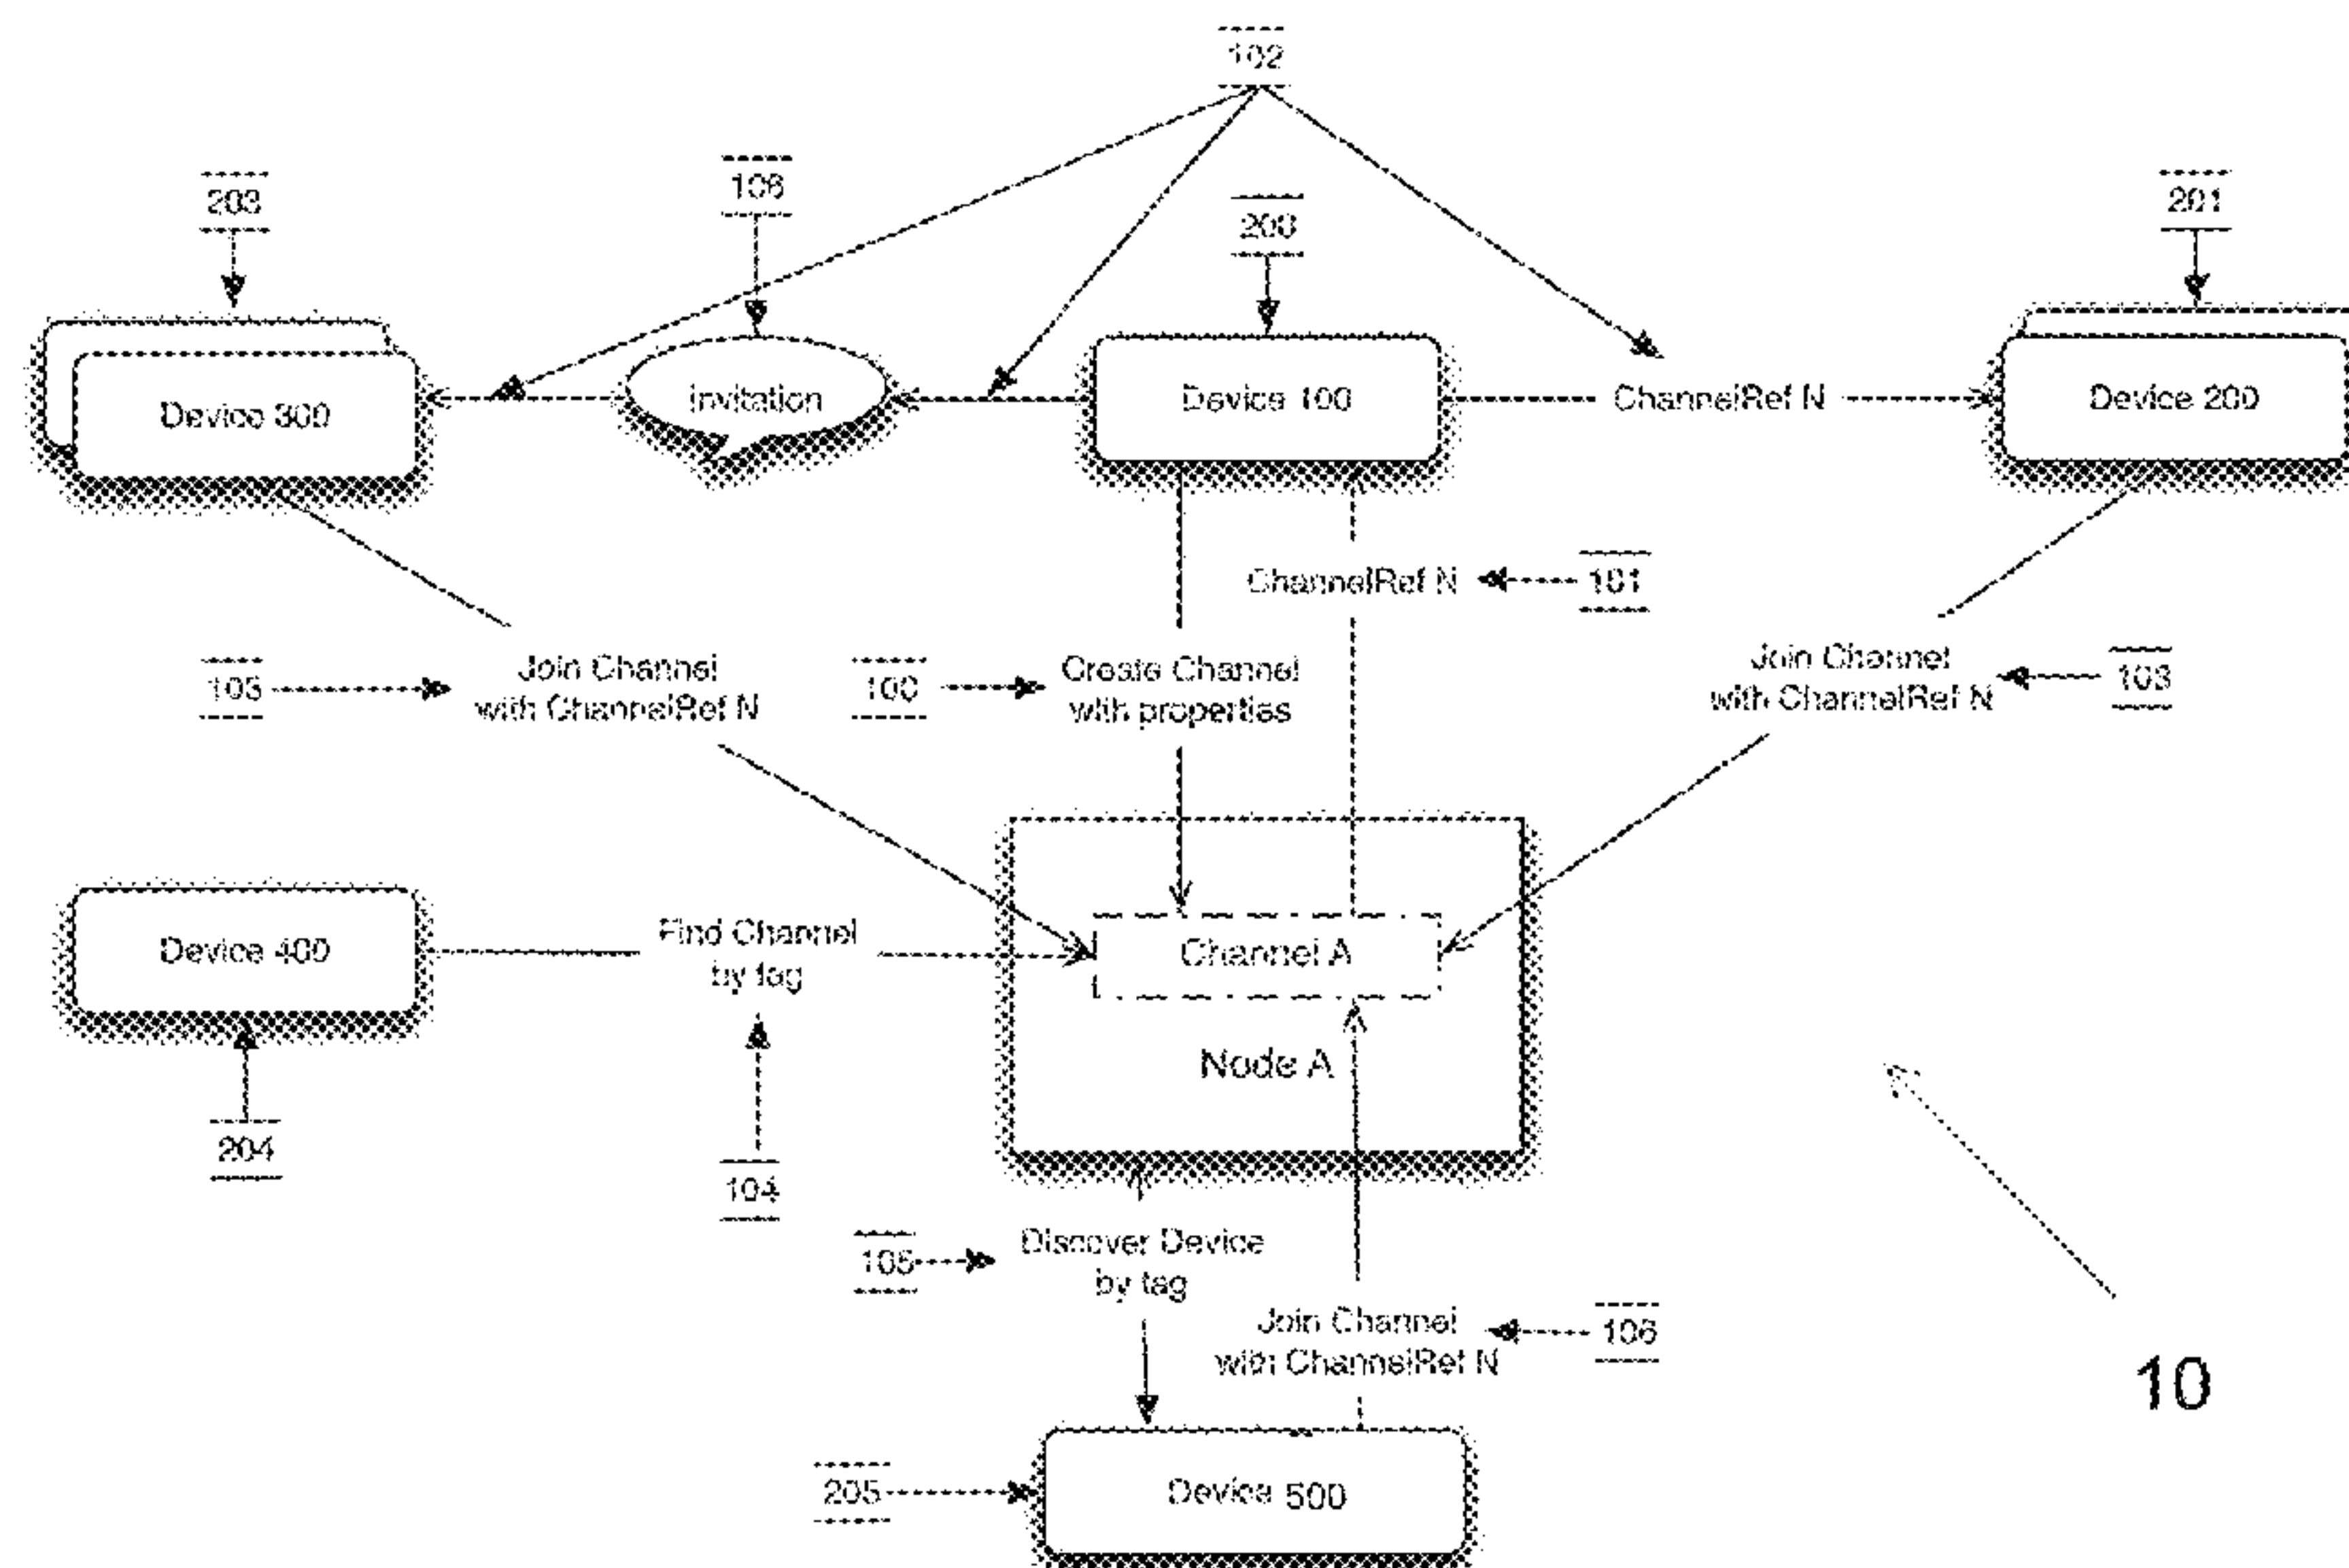 102
106
203
200
201
Device 300
Invitation
Device 100
ChannelRef N
Device 200
ChannelRef N
101
103
Join Channel
with ChannelRef N
100
Create Channel
with properties
Join Channel
with ChannelRef N
103
Device 400
Find Channel
by tag
Channel A
Node A
204
104
105
Discover Device
by tag
Join Channel
with ChannelRef N
106
10
205
Device 500